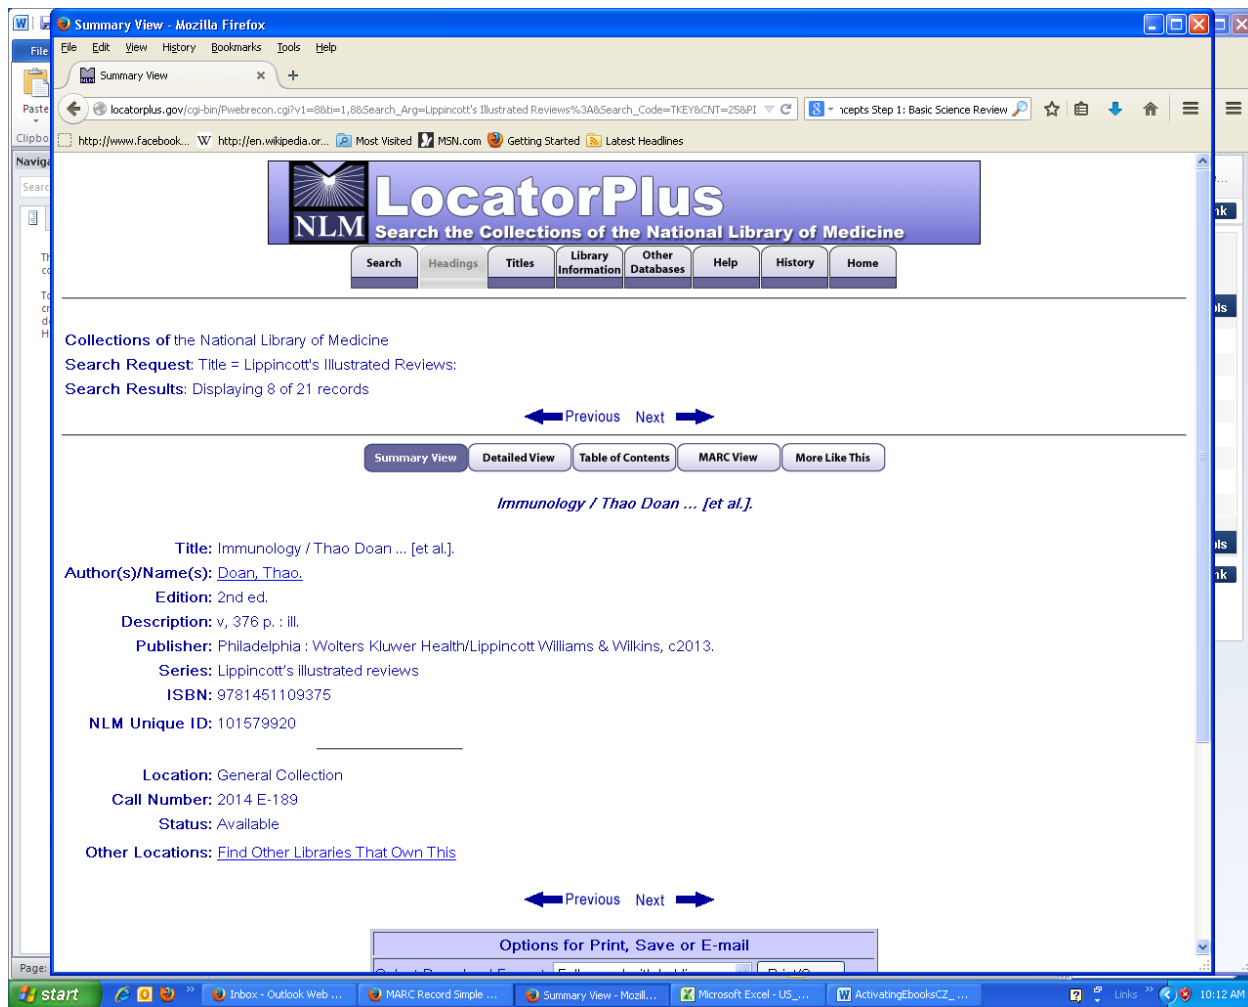 Summary View - Mozilla Firefox
File
File Edit View History Bookmarks Tools Help
Summary View
Paste
locatorplus.gov/cgi-bin/Pwebrecon.cgi?v1=8&ti=1,8&Search_Arg=Lippincott's Illustrated Reviews%3A&Search_Code=TKEY&CNT=25&PI
ncepts Step 1: Basic Science Review
Clipbo
http://www.facebook... http://en.wikipedia.or... Most Visited MSN.com Getting Started Latest Headlines
Naviga
Searc
NLM
LocatorPlus
Search the Collections of the National Library of Medicine
Search Headings Titles Library Information Other Databases Help History Home
Collections of the National Library of Medicine
Search Request: Title = Lippincott's Illustrated Reviews:
Search Results: Displaying 8 of 21 records
Previous Next
Summary View Detailed View Table of Contents MARC View More Like This
Immunology / Thao Doan ... [et al.].
Title: Immunology / Thao Doan ... [et al.].
Author(s)/Name(s): Doan, Thao.
Edition: 2nd ed.
Description: v, 376 p. : ill.
Publisher: Philadelphia : Wolters Kluwer Health/Lippincott Williams & Wilkins, c2013.
Series: Lippincott's illustrated reviews
ISBN: 9781451109375
NLM Unique ID: 101579920
Location: General Collection
Call Number: 2014 E-189
Status: Available
Other Locations: Find Other Libraries That Own This
Previous Next
Options for Print, Save or E-mail
Page:
start
Inbox - Outlook Web ... MARC Record Simple ... Summary View - Mozill... Microsoft Excel - US_... ActivatingEbooksCZ_ ... Links 10:12 AM